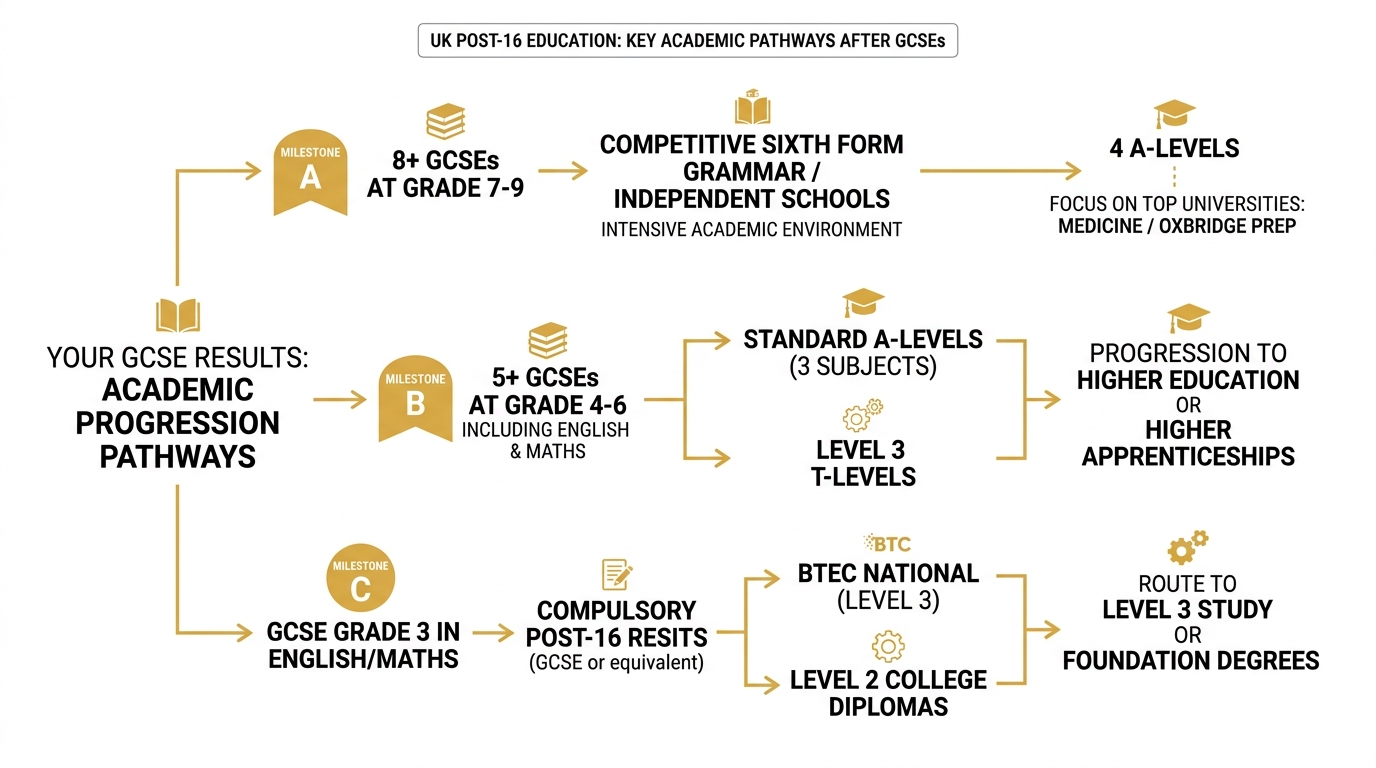 UK POST-16 EDUCATION: KEY ACADEMIC PATHWAYS AFTER GCSEs
MILESTONE
A
8+ GCSEs
AT GRADE 7-9
COMPETITIVE SIXTH FORM
GRAMMAR /
INDEPENDENT SCHOOLS
INTENSIVE ACADEMIC ENVIRONMENT
4 A-LEVELS
FOCUS ON TOP UNIVERSITIES:
MEDICINE / OXBRIDGE PREP
YOUR GCSE RESULTS:
ACADEMIC
PROGRESSION
PATHWAYS
MILESTONE
B
5+ GCSEs
AT GRADE 4-6
INCLUDING ENGLISH
& MATHS
STANDARD A-LEVELS
(3 SUBJECTS)
LEVEL 3
T-LEVELS
PROGRESSION TO
HIGHER EDUCATION
OR
HIGHER
APPRENTICESHIPS
MILESTONE
C
GCSE GRADE 3 IN
ENGLISH/MATHS
COMPULSORY
POST-16 RESITS
(GCSE or equivalent)
BTC
BTEC NATIONAL
(LEVEL 3)
LEVEL 2 COLLEGE
DIPLOMAS
ROUTE TO
LEVEL 3 STUDY
OR
FOUNDATION DEGREES